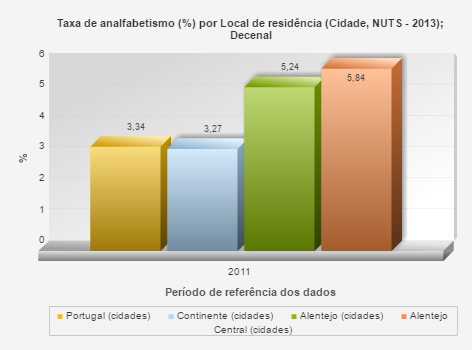 Taxa de analfabetismo (%) por Local de residência (Cidade, NUTS - 2013);
Decenal
6
5
4
3
2
1
0
%
3,34
3,27
5,24
5,84
2011
Período de referência dos dados
Portugal (cidades) Continente (cidades) Alentejo (cidades) Alentejo
Central (cidades)